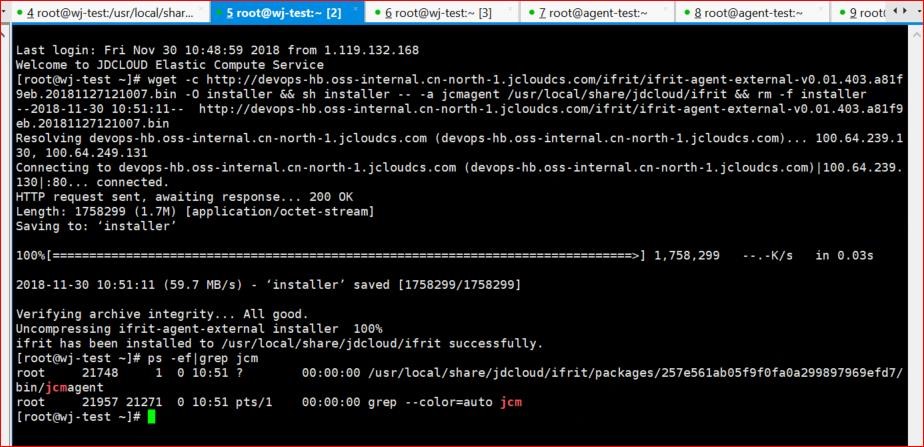 4 root@wj-test:/usr/local/shar... 5 root@wj-test:~ [2] 6 root@wj-test:~ [3] 7 root@agent-test:~ 8 root@agent-test:~ 9 root(
Last login: Fri Nov 30 10:48:59 2018 from 1.119.132.168
Welcome to JDCLOUD Elastic Compute Service
[root@wj-test ~]# wget -c http://devops-hb.oss-internal.cn-north-1.jcloudcs.com/ifrit/ifrit-agent-external-v0.01.403.a81f
9eb.20181127121007.bin -O installer && sh installer -- -a jcmagent /usr/local/share/jdcloud/ifrit && rm -f installer
--2018-11-30 10:51:11--  http://devops-hb.oss-internal.cn-north-1.jcloudcs.com/ifrit/ifrit-agent-external-v0.01.403.a81f9
eb.20181127121007.bin
Resolving devops-hb.oss-internal.cn-north-1.jcloudcs.com (devops-hb.oss-internal.cn-north-1.jcloudcs.com)... 100.64.239.1
30, 100.64.249.131
Connecting to devops-hb.oss-internal.cn-north-1.jcloudcs.com (devops-hb.oss-internal.cn-north-1.jcloudcs.com)|100.64.239.
130|:80... connected.
HTTP request sent, awaiting response... 200 OK
Length: 1758299 (1.7M) [application/octet-stream]
Saving to: ‘installer’
100%[==============================================================================>] 1,758,299   --.-K/s   in 0.03s
2018-11-30 10:51:11 (59.7 MB/s) - ‘installer’ saved [1758299/1758299]
Verifying archive integrity... All good.
Uncompressing ifrit-agent-external installer  100%
ifrit has been installed to /usr/local/share/jdcloud/ifrit successfully.
[root@wj-test ~]# ps -ef|grep jcm
root     21748     1  0 10:51 ?        00:00:00 /usr/local/share/jdcloud/ifrit/packages/257e561ab05f9f0fa0a299897969efd7/
bin/jcmagent
root     21957 21271  0 10:51 pts/1    00:00:00 grep --color=auto jcm
[root@wj-test ~]#